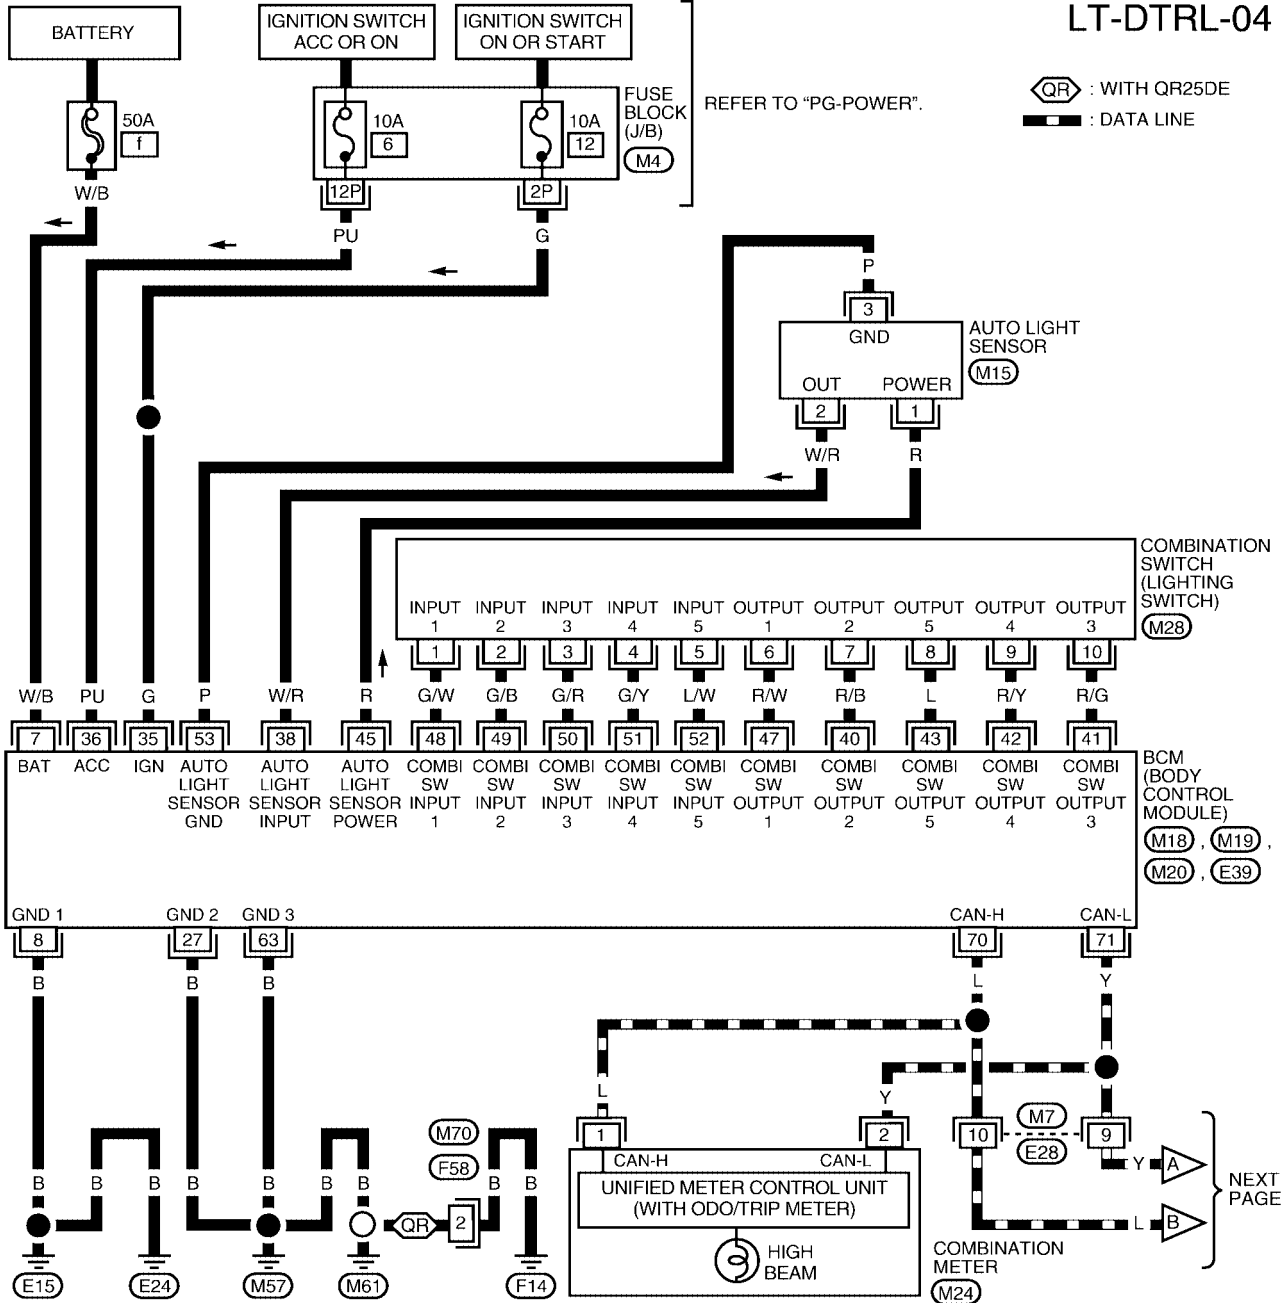 LT-DTRL-04
BATTERY
IGNITION SWITCH
ACC OR ON
IGNITION SWITCH
ON OR START
QR : WITH QR25DE
: DATA LINE
REFER TO “PG-POWER”.
50A
f
10A
6
10A
12
FUSE
BLOCK
(J/B)
M4
12P
2P
W/B
PU
G
P
3
GND
AUTO LIGHT
SENSOR
M15
OUT
POWER
2
1
W/R
R
COMBINATION
SWITCH
(LIGHTING
SWITCH)
M28
INPUT INPUT INPUT INPUT INPUT OUTPUT OUTPUT OUTPUT OUTPUT OUTPUT
1 2 3 4 5 1 2 5 4 3
1 2 3 4 5 6 7 8 9 10
W/B PU G P W/R R G/W G/B G/R G/Y L/W R/W R/B L R/Y R/G
7 36 35 53 38 45 48 49 50 51 52 47 40 43 42 41
BAT ACC IGN AUTO AUTO AUTO COMBI COMBI COMBI COMBI COMBI COMBI COMBI COMBI COMBI COMBI
LIGHT LIGHT LIGHT SW SW SW SW SW SW SW SW SW SW
SENSOR SENSOR SENSOR INPUT INPUT INPUT INPUT INPUT OUTPUT OUTPUT OUTPUT OUTPUT OUTPUT
GND INPUT POWER 1 2 3 4 5 1 2 5 4 3
BCM
(BODY
CONTROL
MODULE)
M18 , M19 ,
M20 , E39
GND 1 GND 2 GND 3 CAN-H CAN-L
8 27 63 70 71
B B B L Y
L
Y
M70
F58
1
2
10
M7
E28
9
CAN-H
CAN-L
UNIFIED METER CONTROL UNIT
(WITH ODO/TRIP METER)
HIGH
BEAM
COMBINATION
METER
M24
Y A
L B
NEXT
PAGE
B B B B B B B B B
QR
2
E15 E24 M57 M61 F14